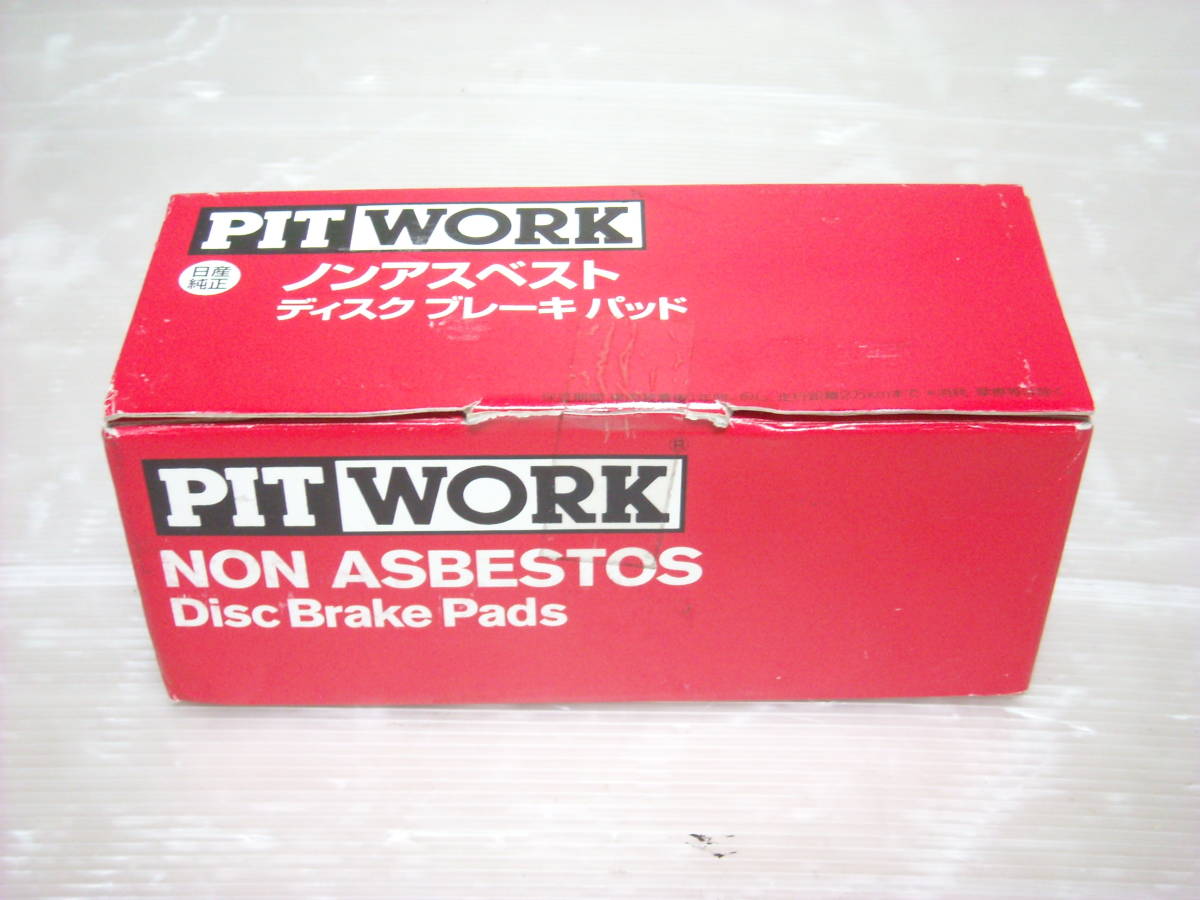 PIT WORK
日産
純正
ノンアスベスト
ディスク ブレーキ パッド
®
PIT WORK
NON ASBESTOS
Disc Brake Pads